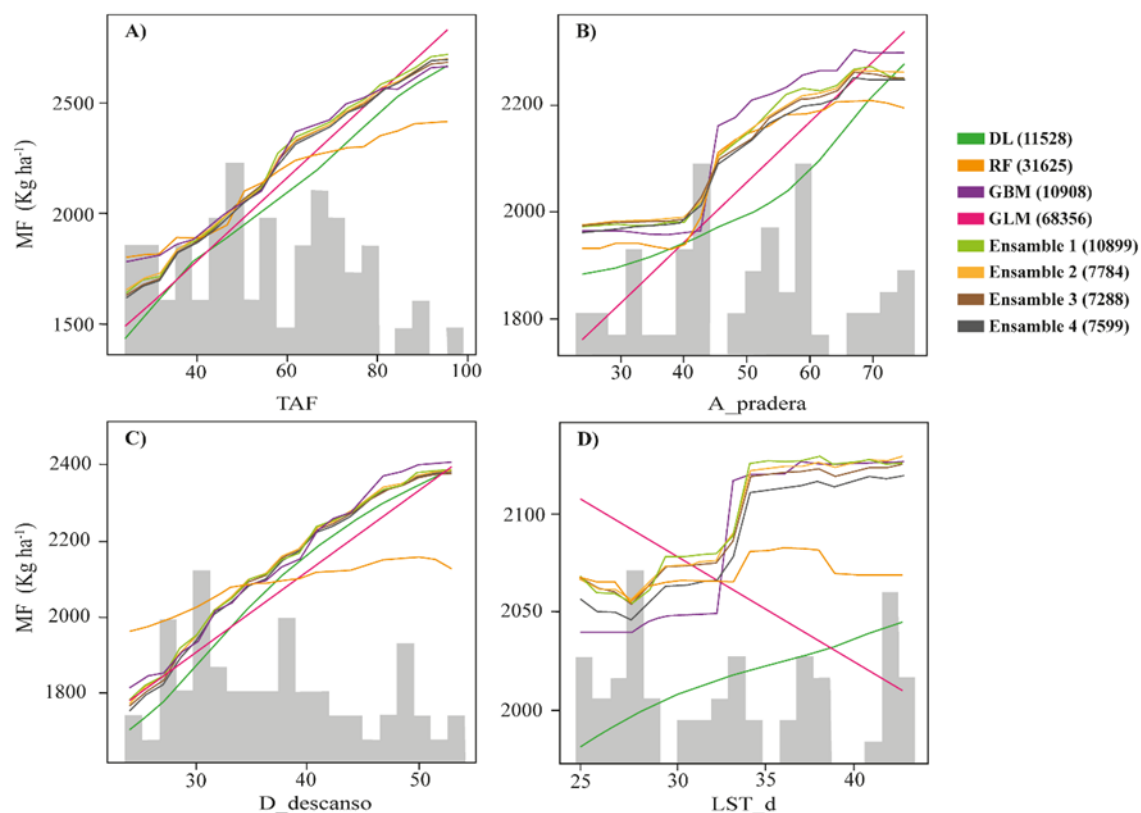 A)
MF (Kg ha⁻¹)
2500
2000
1500
40
60
80
100
TAF
B)
2200
2000
1800
30
40
50
60
70
A_pradera
DL (11528)
RF (31625)
GBM (10908)
GLM (68356)
Ensamble 1 (10899)
Ensamble 2 (7784)
Ensamble 3 (7288)
Ensamble 4 (7599)
C)
MF (Kg ha⁻¹)
2400
2200
2000
1800
30
40
50
D_descanso
D)
2100
2050
2000
25
30
35
40
LST_d